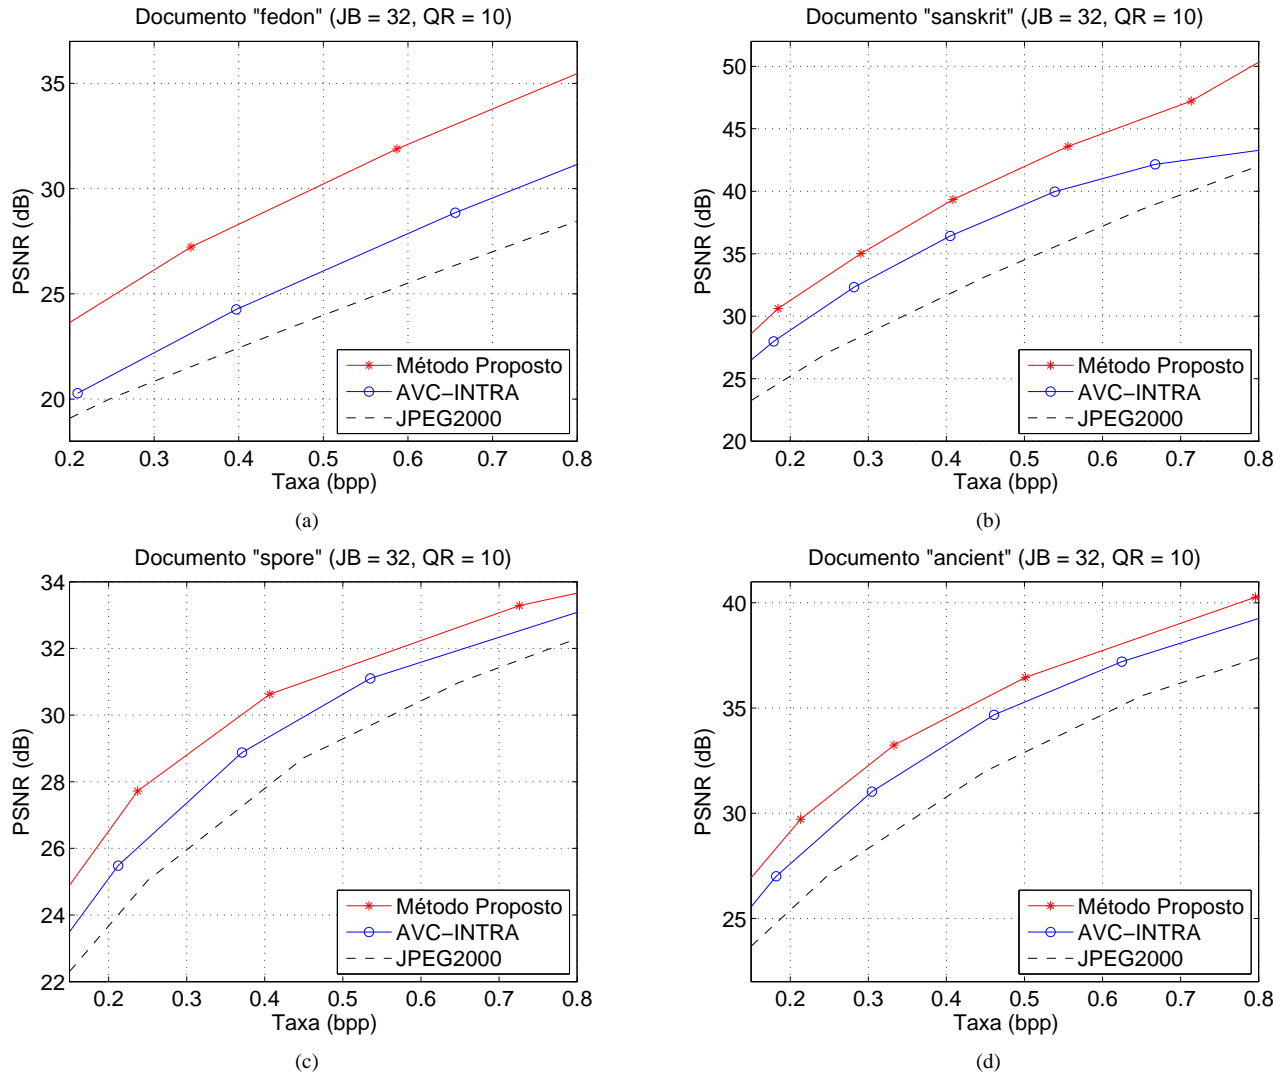 Documento "fedon" (JB = 32, QR = 10)
35
30
25
20
PSNR (dB)
0.2 0.3 0.4 0.5 0.6 0.7 0.8
Taxa (bpp)
Método Proposto
AVC−INTRA
JPEG2000
(a)
Documento "sanskrit" (JB = 32, QR = 10)
50
45
40
35
30
25
20
PSNR (dB)
0.2 0.3 0.4 0.5 0.6 0.7 0.8
Taxa (bpp)
Método Proposto
AVC−INTRA
JPEG2000
(b)
Documento "spore" (JB = 32, QR = 10)
34
32
30
28
26
24
22
PSNR (dB)
0.2 0.3 0.4 0.5 0.6 0.7 0.8
Taxa (bpp)
Método Proposto
AVC−INTRA
JPEG2000
(c)
Documento "ancient" (JB = 32, QR = 10)
40
35
30
25
PSNR (dB)
0.2 0.3 0.4 0.5 0.6 0.7 0.8
Taxa (bpp)
Método Proposto
AVC−INTRA
JPEG2000
(d)